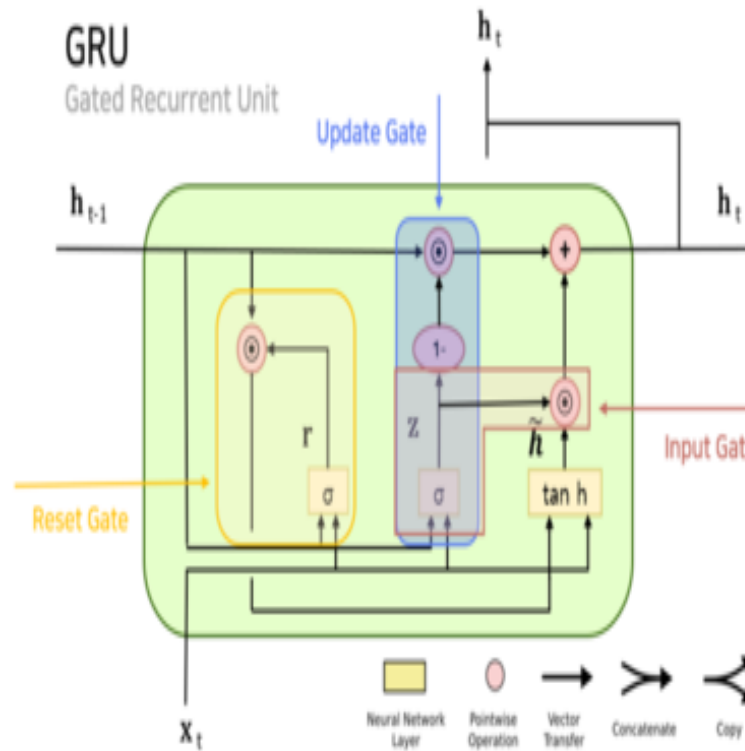 GRU
Gated Recurrent Unit
h t
Update Gate
h t-1
h t
1-
r
z
h̃
Input Gat
σ
σ
tan h
Reset Gate
x t
Neural Network
Layer
Pointwise
Operation
Vector
Transfer
Concatenate
Copy